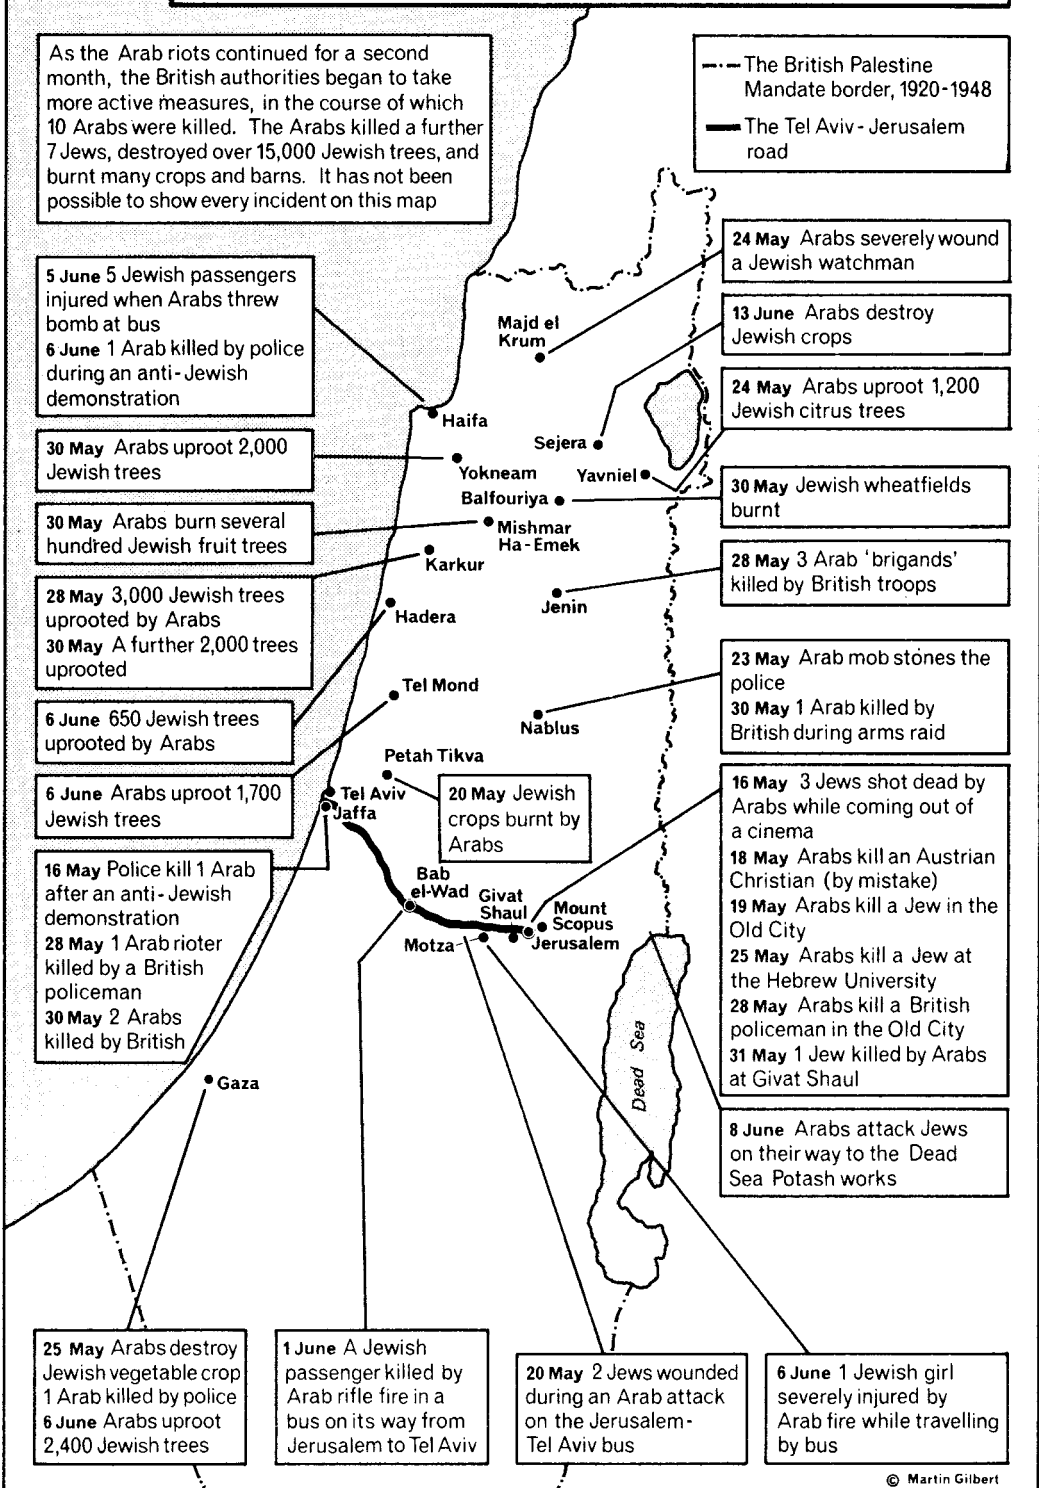 As the Arab riots continued for a second
month, the British authorities began to take
more active measures, in the course of which
10 Arabs were killed. The Arabs killed a further
7 Jews, destroyed over 15,000 Jewish trees, and
burnt many crops and barns. It has not been
possible to show every incident on this map
The British Palestine
Mandate border, 1920-1948
The Tel Aviv - Jerusalem
road
5 June 5 Jewish passengers
injured when Arabs threw
bomb at bus
6 June 1 Arab killed by police
during an anti-Jewish
demonstration
30 May Arabs uproot 2,000
Jewish trees
30 May Arabs burn several
hundred Jewish fruit trees
28 May 3,000 Jewish trees
uprooted by Arabs
30 May A further 2,000 trees
uprooted
6 June 650 Jewish trees
uprooted by Arabs
6 June Arabs uproot 1,700
Jewish trees
16 May Police kill 1 Arab
after an anti-Jewish
demonstration
28 May 1 Arab rioter
killed by a British
policeman
30 May 2 Arabs
killed by British
Majd el
Krum
Haifa
Sejera
Yokneam
Yavniel
Balfouriya
Mishmar
Ha-Emek
Karkur
Jenin
Hadera
Tel Mond
Nablus
Petah Tikva
Tel Aviv
Jaffa
20 May Jewish
crops burnt by
Arabs
Bab
el-Wad
Givat
Shaul
Mount
Scopus
Motza
Jerusalem
Dead Sea
Gaza
24 May Arabs severely wound
a Jewish watchman
13 June Arabs destroy
Jewish crops
24 May Arabs uproot 1,200
Jewish citrus trees
30 May Jewish wheatfields
burnt
28 May 3 Arab 'brigands'
killed by British troops
23 May Arab mob stones the
police
30 May 1 Arab killed by
British during arms raid
16 May 3 Jews shot dead by
Arabs while coming out of
a cinema
18 May Arabs kill an Austrian
Christian (by mistake)
19 May Arabs kill a Jew in the
Old City
25 May Arabs kill a Jew at
the Hebrew University
28 May Arabs kill a British
policeman in the Old City
31 May 1 Jew killed by Arabs
at Givat Shaul
8 June Arabs attack Jews
on their way to the Dead
Sea Potash works
25 May Arabs destroy
Jewish vegetable crop
1 Arab killed by police
6 June Arabs uproot
2,400 Jewish trees
1 June A Jewish
passenger killed by
Arab rifle fire in a
bus on its way from
Jerusalem to Tel Aviv
20 May 2 Jews wounded
during an Arab attack
on the Jerusalem-
Tel Aviv bus
6 June 1 Jewish girl
severely injured by
Arab fire while travelling
by bus
© Martin Gilbert